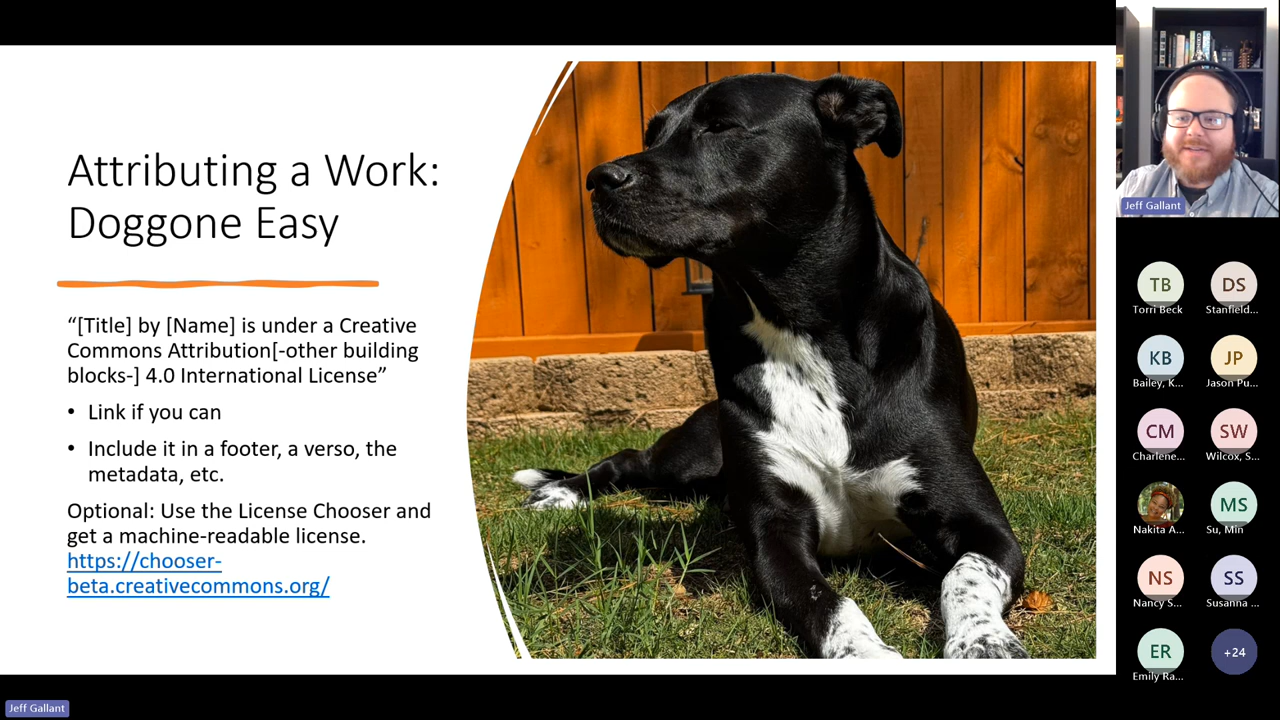 Attributing a Work:
Doggone Easy
“[Title] by [Name] is under a Creative
Commons Attribution[-other building
blocks-] 4.0 International License”
• Link if you can
• Include it in a footer, a verso, the
metadata, etc.
Optional: Use the License Chooser and
get a machine-readable license.
https://chooser-
beta.creativecommons.org/
Jeff Gallant
TB
Torri Beck
DS
Stanfield...
KB
Bailey, K...
JP
Jason Pu...
CM
Charlene...
SW
Wilcox, S...
Nakita A...
MS
Su, Min
NS
Nancy S...
SS
Susanna ...
ER
Emily Ra...
+24
Jeff Gallant